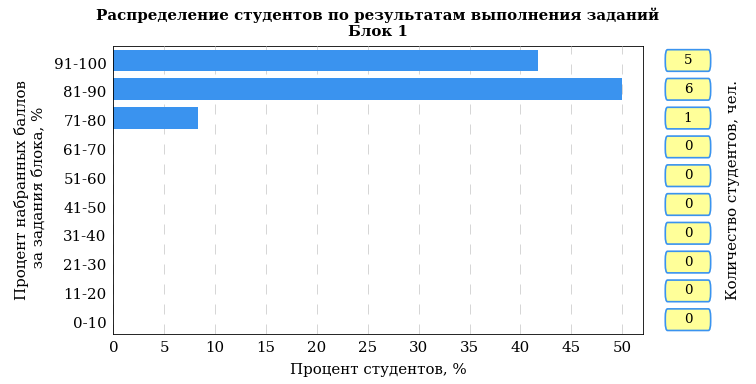 Распределение студентов по результатам выполнения заданий
Блок 1
Процент набранных баллов
за задания блока, %
91-100
81-90
71-80
61-70
51-60
41-50
31-40
21-30
11-20
0-10
5
6
1
0
0
0
0
0
0
0
Количество студентов, чел.
0 5 10 15 20 25 30 35 40 45 50
Процент студентов, %